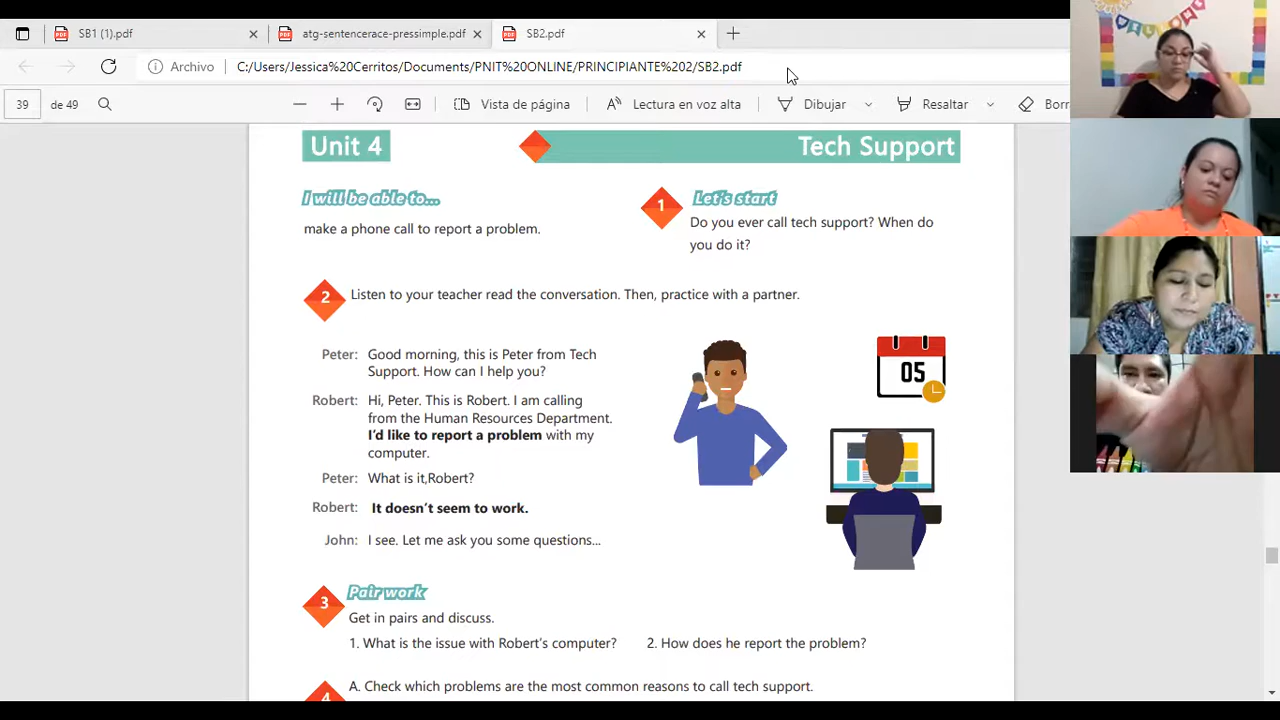 SB1 (1).pdf
atg-sentencerace-pressimple.pdf
SB2.pdf
Archivo
C:/Users/Jessica%20Cerritos/Documents/PNIT%20ONLINE/PRINCIPIANTE%202/SB2.pdf
39 de 49
Vista de página
Lectura en voz alta
Dibujar
Resaltar
Borr
Unit 4
Tech Support
I will be able to...
make a phone call to report a problem.
1
Let's start
Do you ever call tech support? When do
you do it?
2
Listen to your teacher read the conversation. Then, practice with a partner.
Peter: Good morning, this is Peter from Tech
Support. How can I help you?
Robert: Hi, Peter. This is Robert. I am calling
from the Human Resources Department.
I'd like to report a problem with my
computer.
Peter: What is it,Robert?
Robert: It doesn't seem to work.
John: I see. Let me ask you some questions...
05
3
Pair work
Get in pairs and discuss.
1. What is the issue with Robert's computer? 2. How does he report the problem?
4
A. Check which problems are the most common reasons to call tech support.